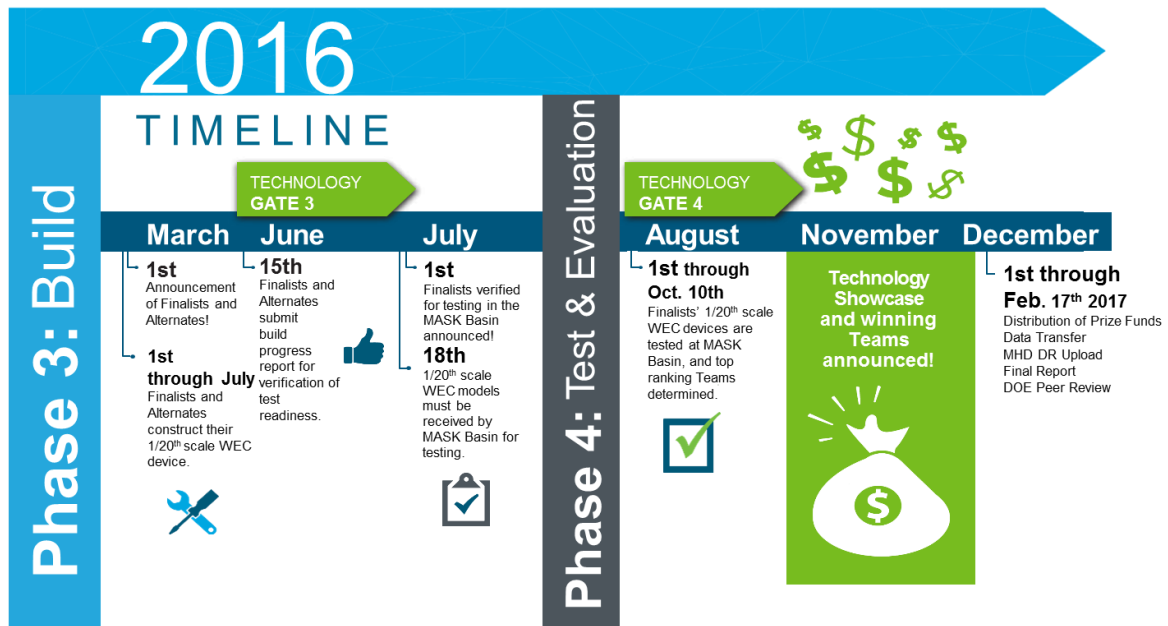 2016
TIMELINE
Phase 3: Build
TECHNOLOGY
GATE 3
March
1st
Announcement
of Finalists and
Alternates!
1st
through July
Finalists and
Alternates
construct their
1/20th scale WEC
device.
June
15th
Finalists and
Alternates
submit
build
progress
report for
verification of
test
readiness.
July
1st
Finalists verified
for testing in the
MASK Basin
announced!
18th
1/20th scale
WEC models
must be
received by
MASK Basin for
testing.
Phase 4: Test & Evaluation
TECHNOLOGY
GATE 4
August
1st through
Oct. 10th
Finalists' 1/20th scale
WEC devices are
tested at MASK
Basin, and top
ranking Teams
determined.
$ $ $ $
$ $ $
November
Technology
Showcase
and winning
Teams
announced!
$
December
1st through
Feb. 17th 2017
Distribution of Prize Funds
Data Transfer
MHD DR Upload
Final Report
DOE Peer Review